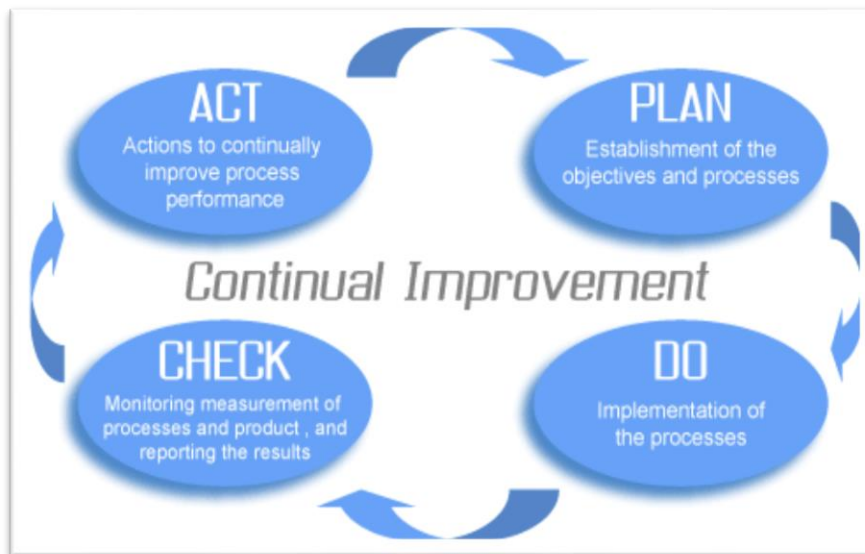 ACT
Actions to continually
improve process
performance
PLAN
Establishment of the
objectives and processes
Continual Improvement
CHECK
Monitoring measurement of
processes and product , and
reporting the results
DO
Implementation of
the processes